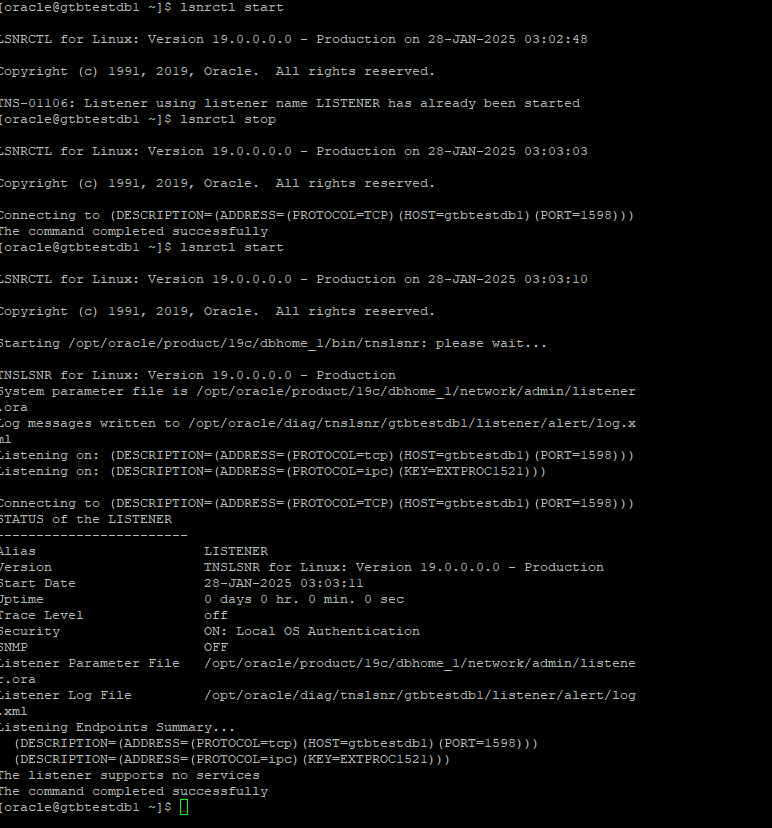 [oracle@gtbtestdb1 ~]$ lsnrctl start
LSNRCTL for Linux: Version 19.0.0.0.0 - Production on 28-JAN-2025 03:02:48
Copyright (c) 1991, 2019, Oracle.  All rights reserved.
TNS-01106: Listener using listener name LISTENER has already been started
[oracle@gtbtestdb1 ~]$ lsnrctl stop
LSNRCTL for Linux: Version 19.0.0.0.0 - Production on 28-JAN-2025 03:03:03
Copyright (c) 1991, 2019, Oracle.  All rights reserved.
Connecting to (DESCRIPTION=(ADDRESS=(PROTOCOL=TCP)(HOST=gtbtestdb1)(PORT=1598)))
The command completed successfully
[oracle@gtbtestdb1 ~]$ lsnrctl start
LSNRCTL for Linux: Version 19.0.0.0.0 - Production on 28-JAN-2025 03:03:10
Copyright (c) 1991, 2019, Oracle.  All rights reserved.
Starting /opt/oracle/product/19c/dbhome_1/bin/tnslsnr: please wait...
TNSLSNR for Linux: Version 19.0.0.0.0 - Production
System parameter file is /opt/oracle/product/19c/dbhome_1/network/admin/listener
.ora
Log messages written to /opt/oracle/diag/tnslsnr/gtbtestdb1/listener/alert/log.x
ml
Listening on: (DESCRIPTION=(ADDRESS=(PROTOCOL=tcp)(HOST=gtbtestdb1)(PORT=1598)))
Listening on: (DESCRIPTION=(ADDRESS=(PROTOCOL=ipc)(KEY=EXTPROC1521)))
Connecting to (DESCRIPTION=(ADDRESS=(PROTOCOL=TCP)(HOST=gtbtestdb1)(PORT=1598)))
STATUS of the LISTENER
------------------------
Alias                     LISTENER
Version                   TNSLSNR for Linux: Version 19.0.0.0.0 - Production
Start Date                28-JAN-2025 03:03:11
Uptime                    0 days 0 hr. 0 min. 0 sec
Trace Level               off
Security                  ON: Local OS Authentication
SNMP                      OFF
Listener Parameter File   /opt/oracle/product/19c/dbhome_1/network/admin/listene
r.ora
Listener Log File         /opt/oracle/diag/tnslsnr/gtbtestdb1/listener/alert/log
.xml
Listening Endpoints Summary...
  (DESCRIPTION=(ADDRESS=(PROTOCOL=tcp)(HOST=gtbtestdb1)(PORT=1598)))
  (DESCRIPTION=(ADDRESS=(PROTOCOL=ipc)(KEY=EXTPROC1521)))
The listener supports no services
The command completed successfully
[oracle@gtbtestdb1 ~]$